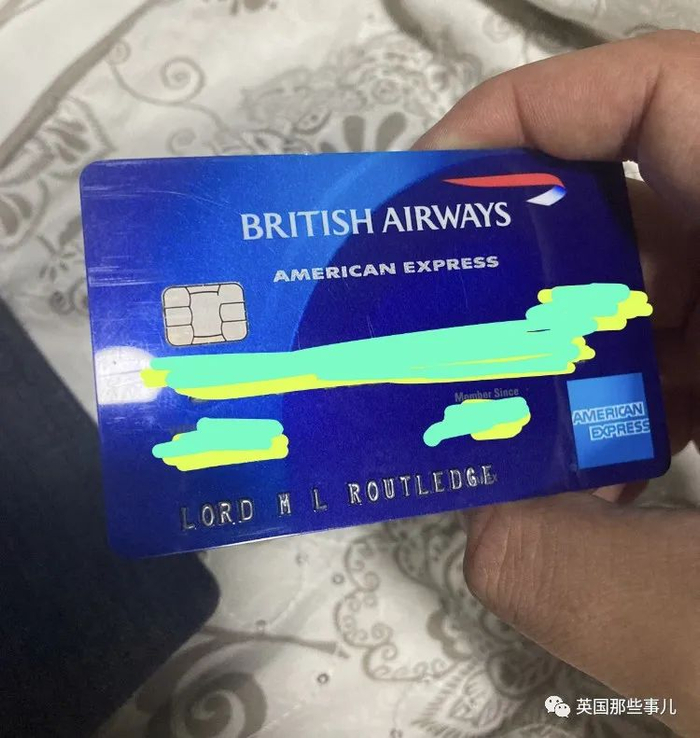 BRITISH AIRWAYS
AMERICAN EXPRESS
Member Since
AMERICAN
EXPRESS
LORD M L ROUTLEDGE
英国那些事儿